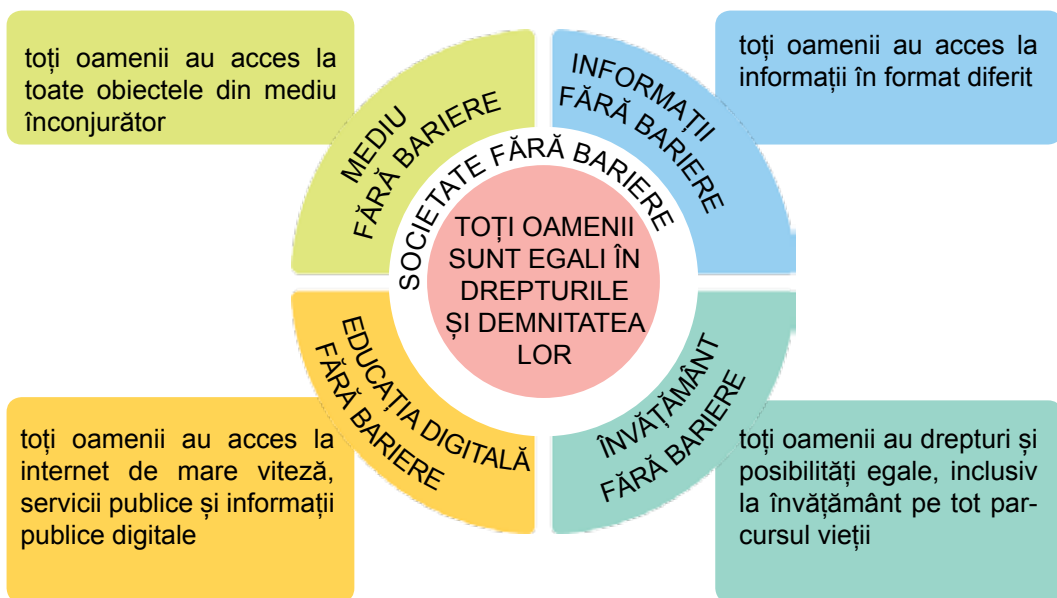 toți oamenii au acces la
toate obiectele din mediu
înconjurător
MEDIU
FĂRĂ BARIERE
INFORMAȚII
FĂRĂ BARIERE
toți oamenii au acces la
informații în format diferit
SOCIETATE FĂRĂ BARIERE
TOȚI OAMENII
SUNT EGALI ÎN
DREPTURILE
ȘI DEMNITATEA
LOR
EDUCAȚIA DIGITALĂ
FĂRĂ BARIERE
ÎNVĂȚĂMÂNT
FĂRĂ BARIERE
toți oamenii au acces la
internet de mare viteză,
servicii publice și informații
publice digitale
toți oamenii au drepturi și
posibilități egale, inclusiv
la învățământ pe tot par-
cursul vieții